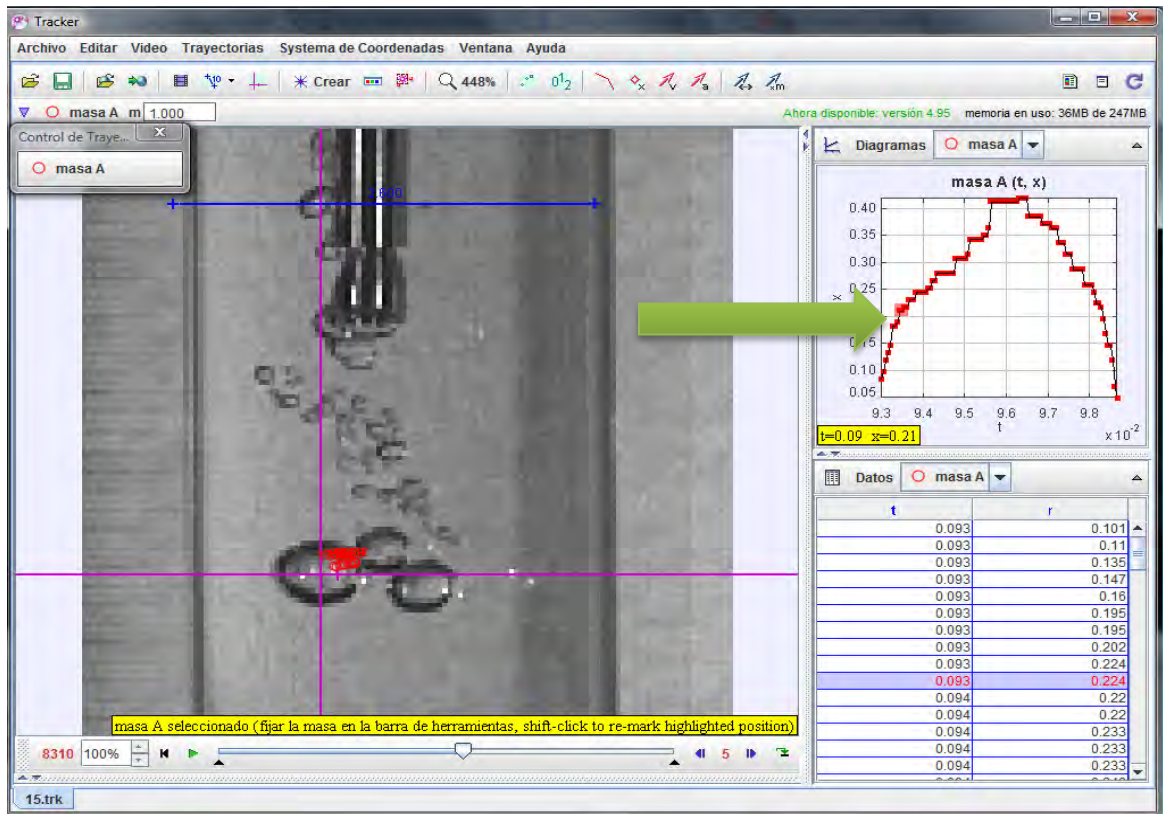 Tracker
Archivo Editar Video Trayectorias Systema de Coordenadas Ventana Ayuda
Crear 448%
masa A m 1.000 Ahora disponible: versión 4.95 memoria en uso: 36MB de 247MB
Control de Traye...
masa A
Diagramas masa A
masa A (t, x)
0.40
0.35
0.30
0.25
x
0.15
0.10
0.05
9.3 9.4 9.5 9.6 9.7 9.8
t
x10-2
t=0.09 x=0.21
Datos masa A
t r
0.093 0.101
0.093 0.11
0.093 0.135
0.093 0.147
0.093 0.16
0.093 0.195
0.093 0.195
0.093 0.202
0.093 0.224
0.093 0.224
0.094 0.22
0.094 0.22
0.094 0.233
0.094 0.233
0.094 0.233
masa A seleccionado (fijar la masa en la barra de herramientas, shift-click to re-mark highlighted position)
8310 100% 5
15.trk